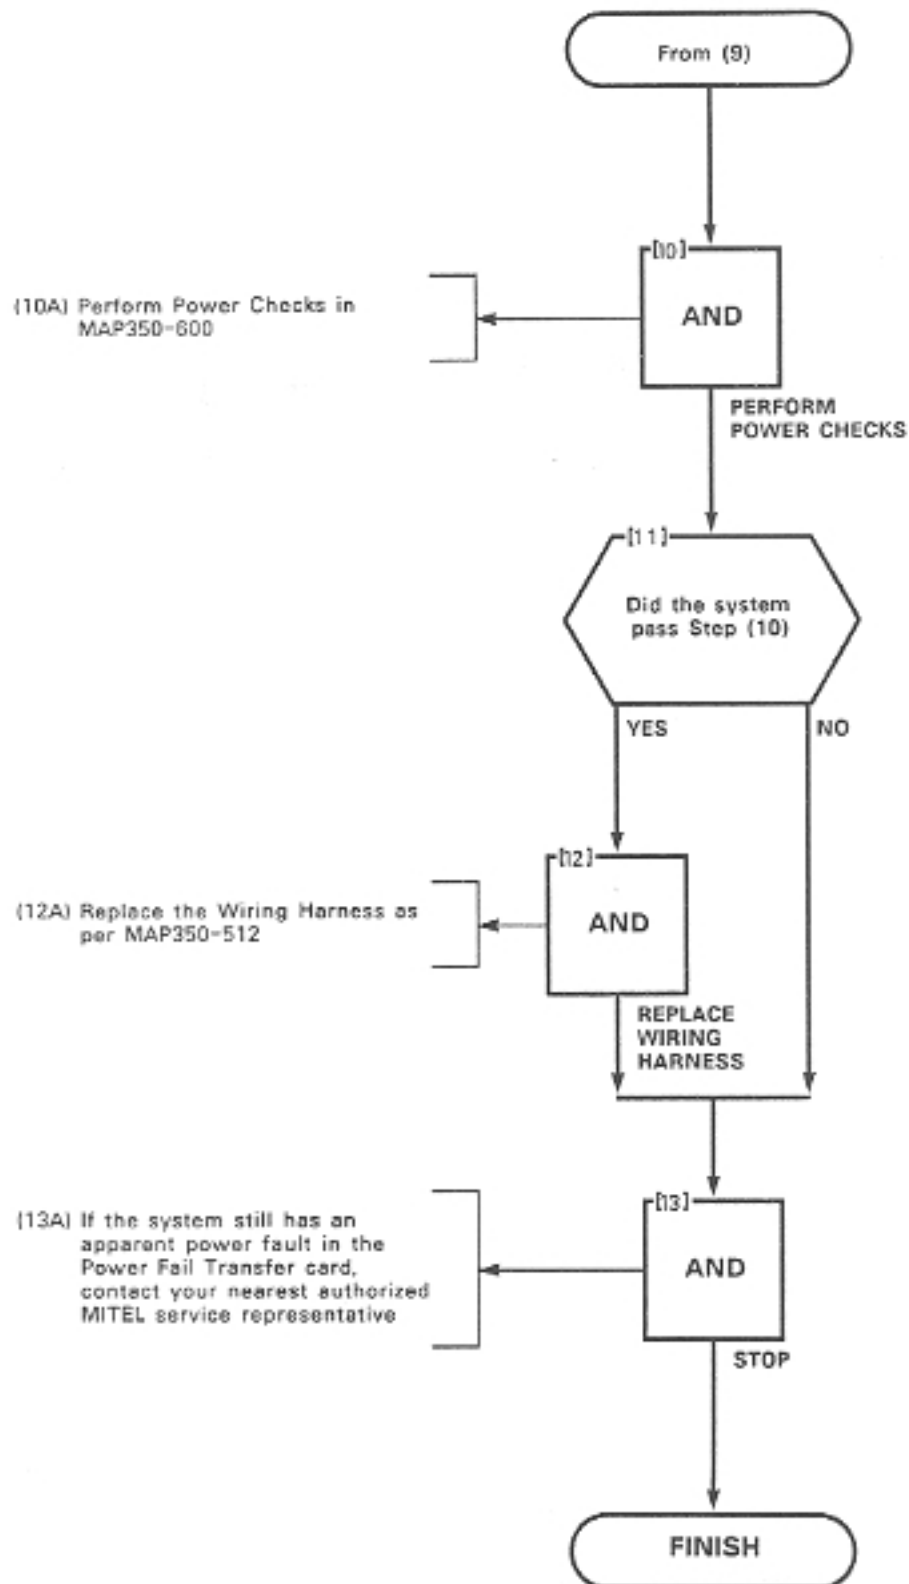 From (9)
[10]
AND
(10A) Perform Power Checks in
MAP350-600
PERFORM
POWER CHECKS
[11]
Did the system
pass Step (10)
YES
NO
[12]
AND
(12A) Replace the Wiring Harness as
per MAP350-512
REPLACE
WIRING
HARNESS
[13]
AND
(13A) If the system still has an
apparent power fault in the
Power Fail Transfer card,
contact your nearest authorized
MITEL service representative
STOP
FINISH